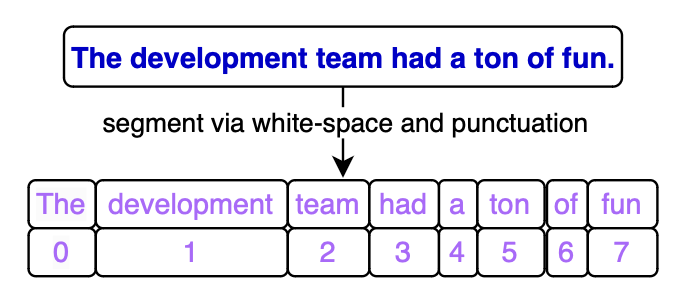 The development team had a ton of fun.
segment via white-space and punctuation
The development team had a ton of fun
0 1 2 3 4 5 6 7